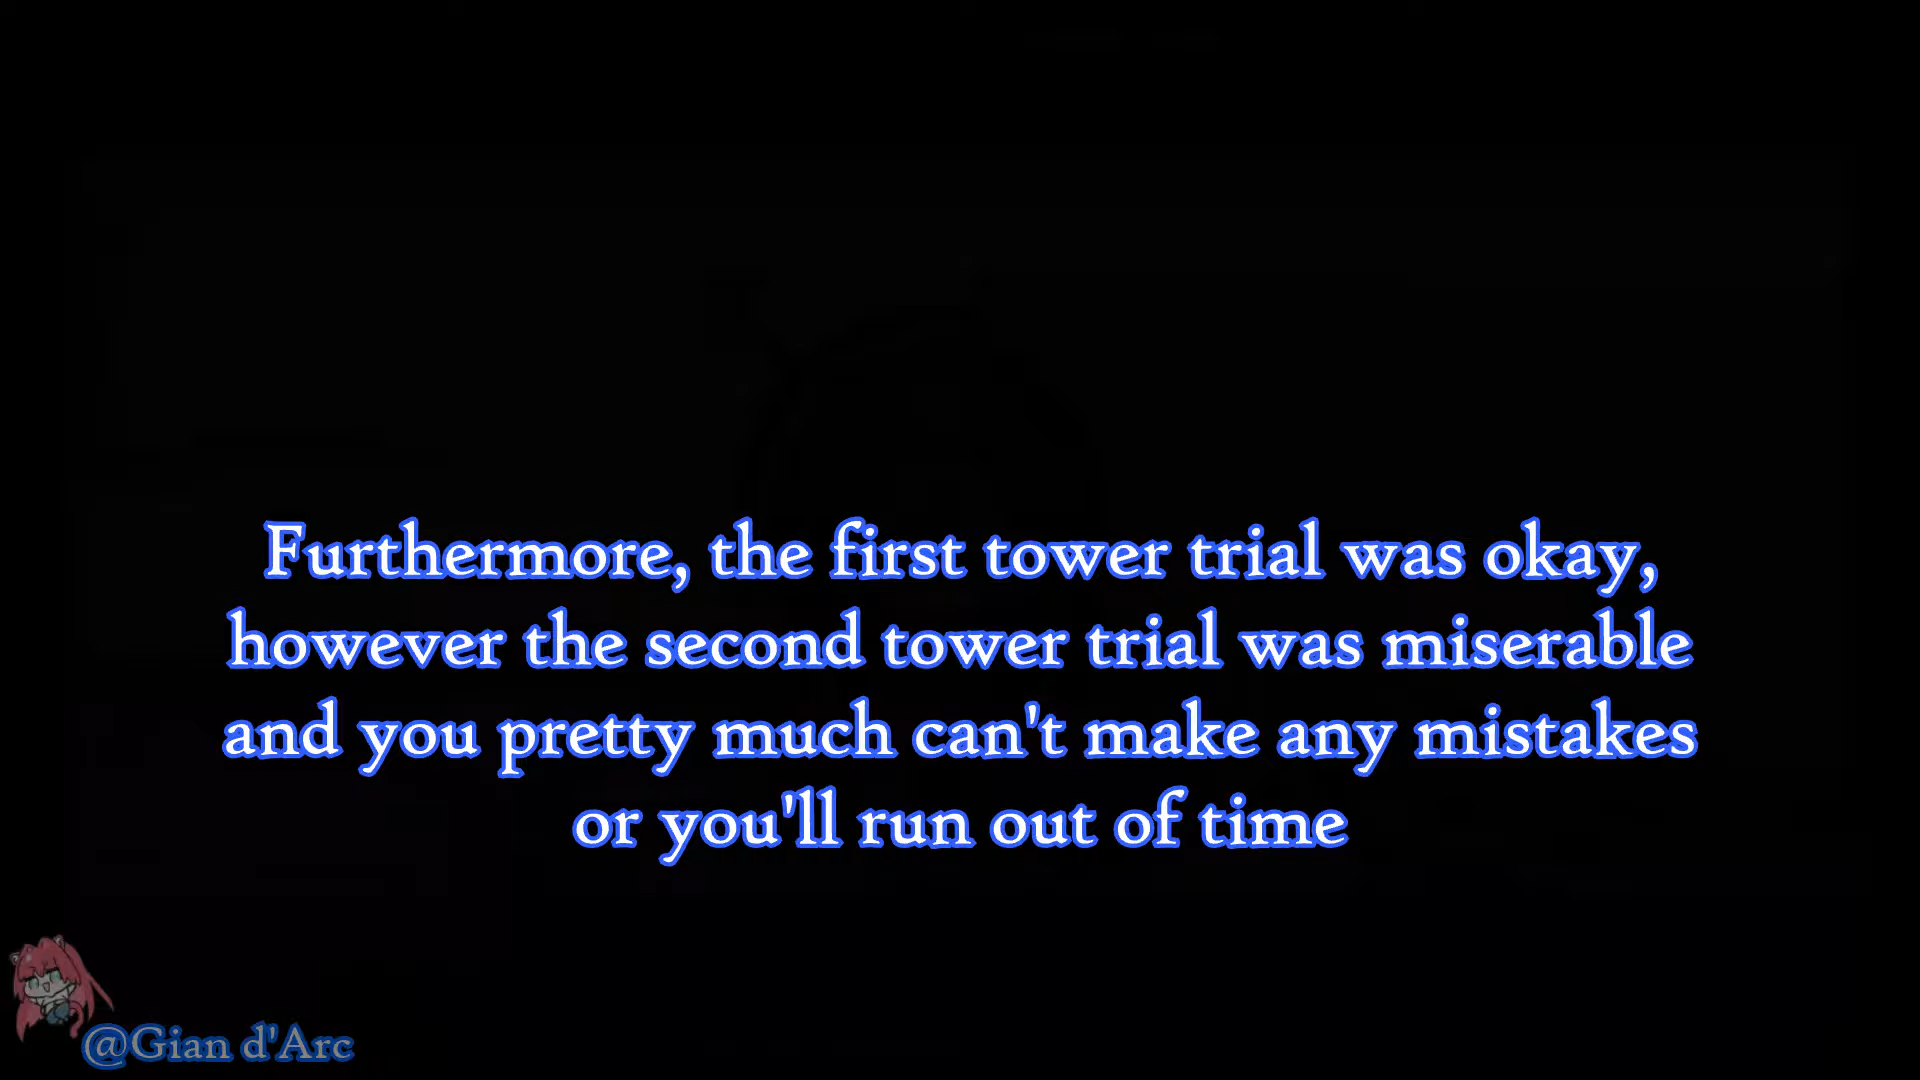 Furthermore, the first tower trial was okay,
however the second tower trial was miserable
and you pretty much can't make any mistakes
or you'll run out of time
@Gian d'Arc